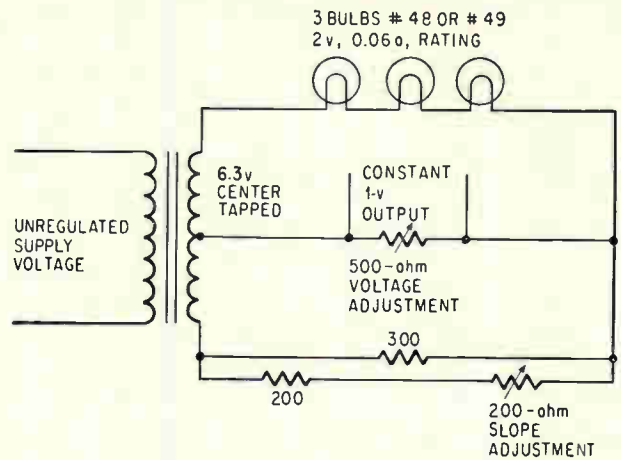 3 BULBS # 48 OR # 49
2v, 0.06a, RATING
6.3v
CENTER
TAPPED
CONSTANT
1-v
OUTPUT
UNREGULATED
SUPPLY
VOLTAGE
500-ohm
VOLTAGE
ADJUSTMENT
300
200
200-ohm
SLOPE
ADJUSTMENT